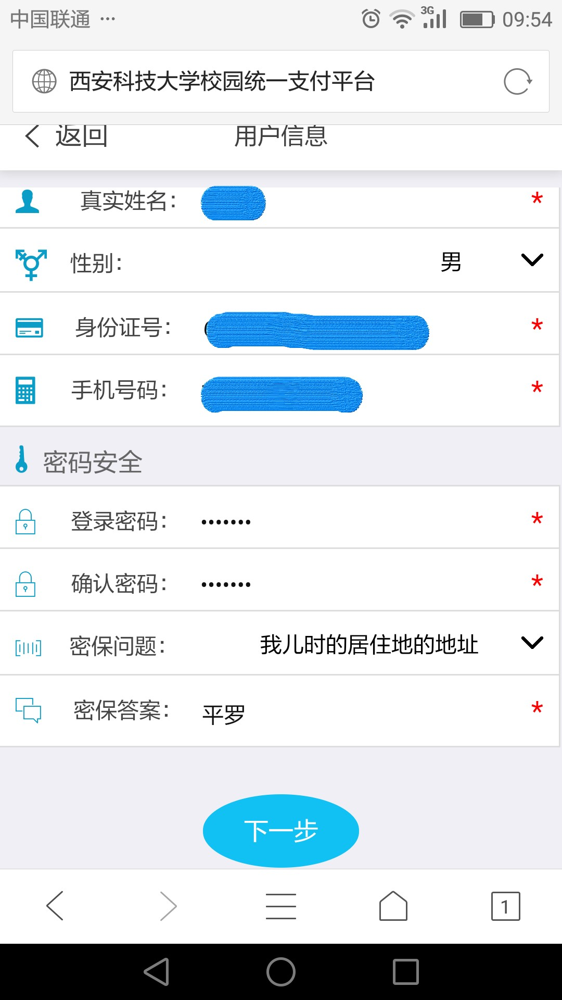 中国联通 ··· 3G 09:54
西安科技大学校园统一支付平台
返回 用户信息
真实姓名： *
性别： 男
身份证号： *
手机号码： *
密码安全
登录密码： ••••••• *
确认密码： ••••••• *
密保问题： 我儿时的居住地的地址
密保答案： 平罗 *
下一步
1